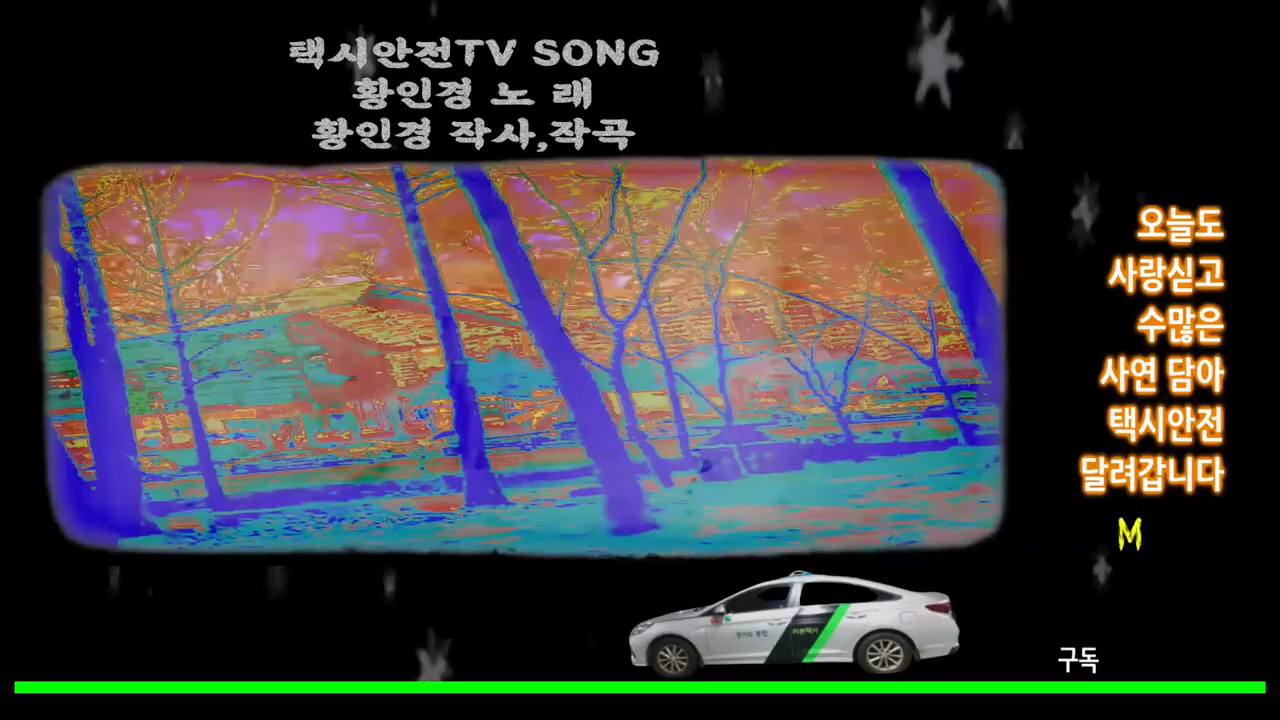 택시안전TV SONG
황인경 노 래
황인경 작사,작곡
오늘도
사랑싣고
수많은
사연 담아
택시안전
달려갑니다
M
구독